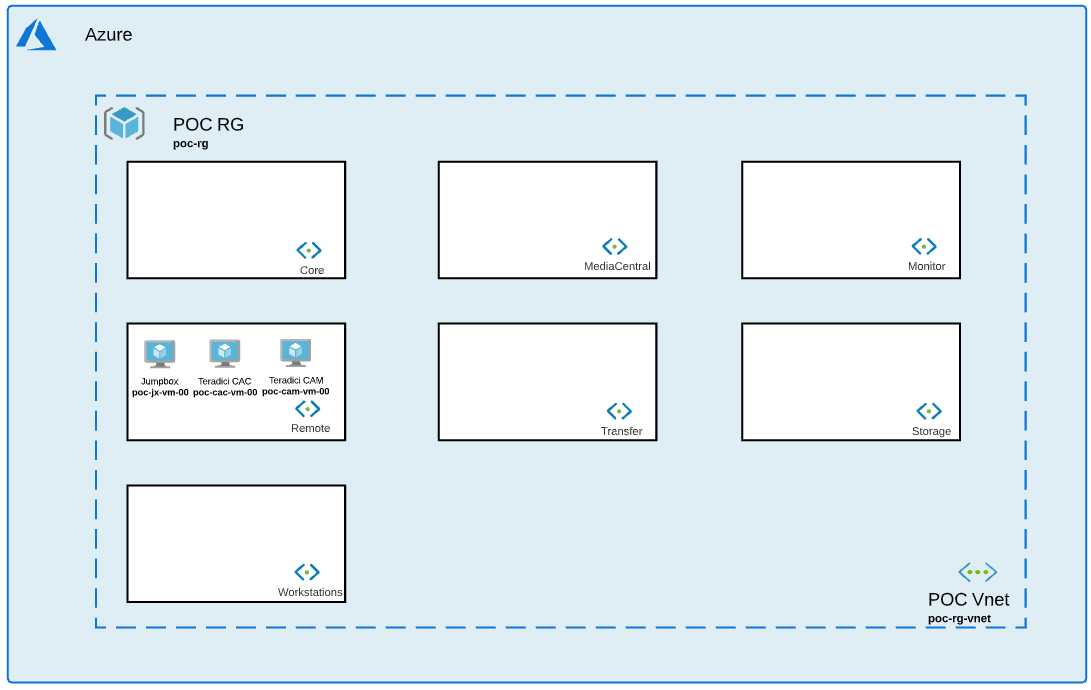 Azure
POC RG
poc-rg
Core
MediaCentral
Monitor
Jumpbox
poc-jx-vm-00
Teradici CAC
poc-cac-vm-00
Teradici CAM
poc-cam-vm-00
Remote
Transfer
Storage
Workstations
POC Vnet
poc-rg-vnet